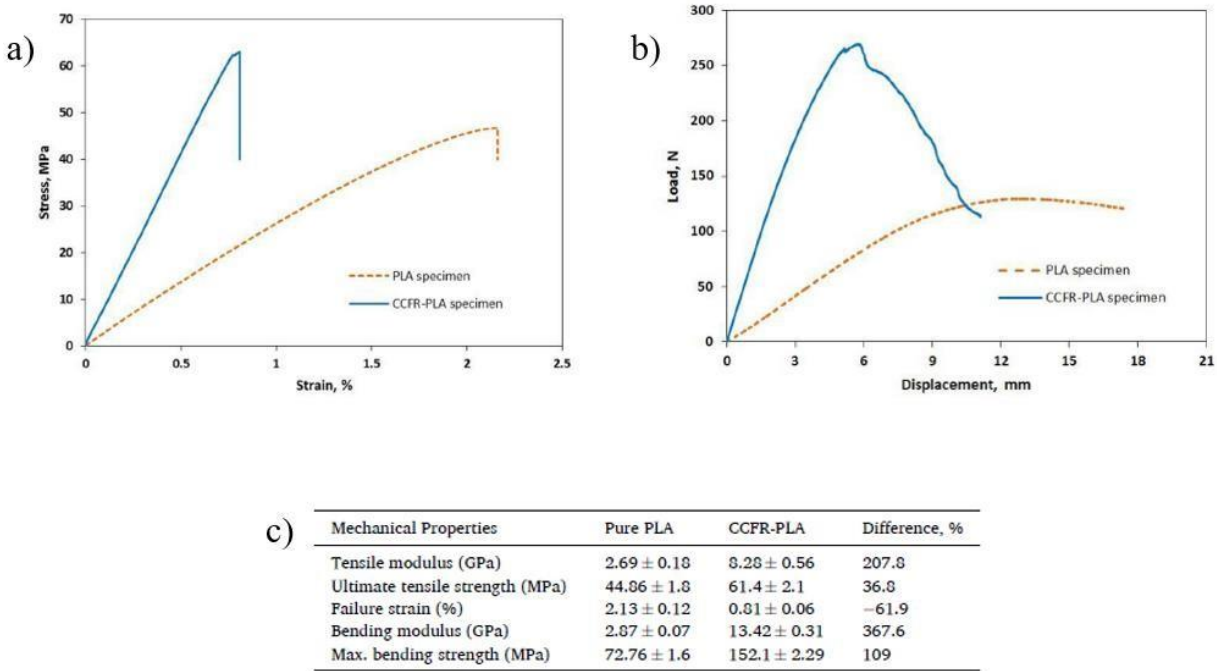 a)
70
60
50
40
30
20
10
0
Stress, MPa
PLA specimen
CCFR-PLA specimen
0 0.5 1 1.5 2 2.5
Strain, %
b)
300
250
200
150
100
50
0
Load, N
PLA specimen
CCFR-PLA specimen
0 3 6 9 12 15 18 21
Displacement, mm
c)
Mechanical Properties Pure PLA CCFR-PLA Difference, %
Tensile modulus (GPa) 2.69 ± 0.18 8.28 ± 0.56 207.8
Ultimate tensile strength (MPa) 44.86 ± 1.8 61.4 ± 2.1 36.8
Failure strain (%) 2.13 ± 0.12 0.81 ± 0.06 −61.9
Bending modulus (GPa) 2.87 ± 0.07 13.42 ± 0.31 367.6
Max. bending strength (MPa) 72.76 ± 1.6 152.1 ± 2.29 109